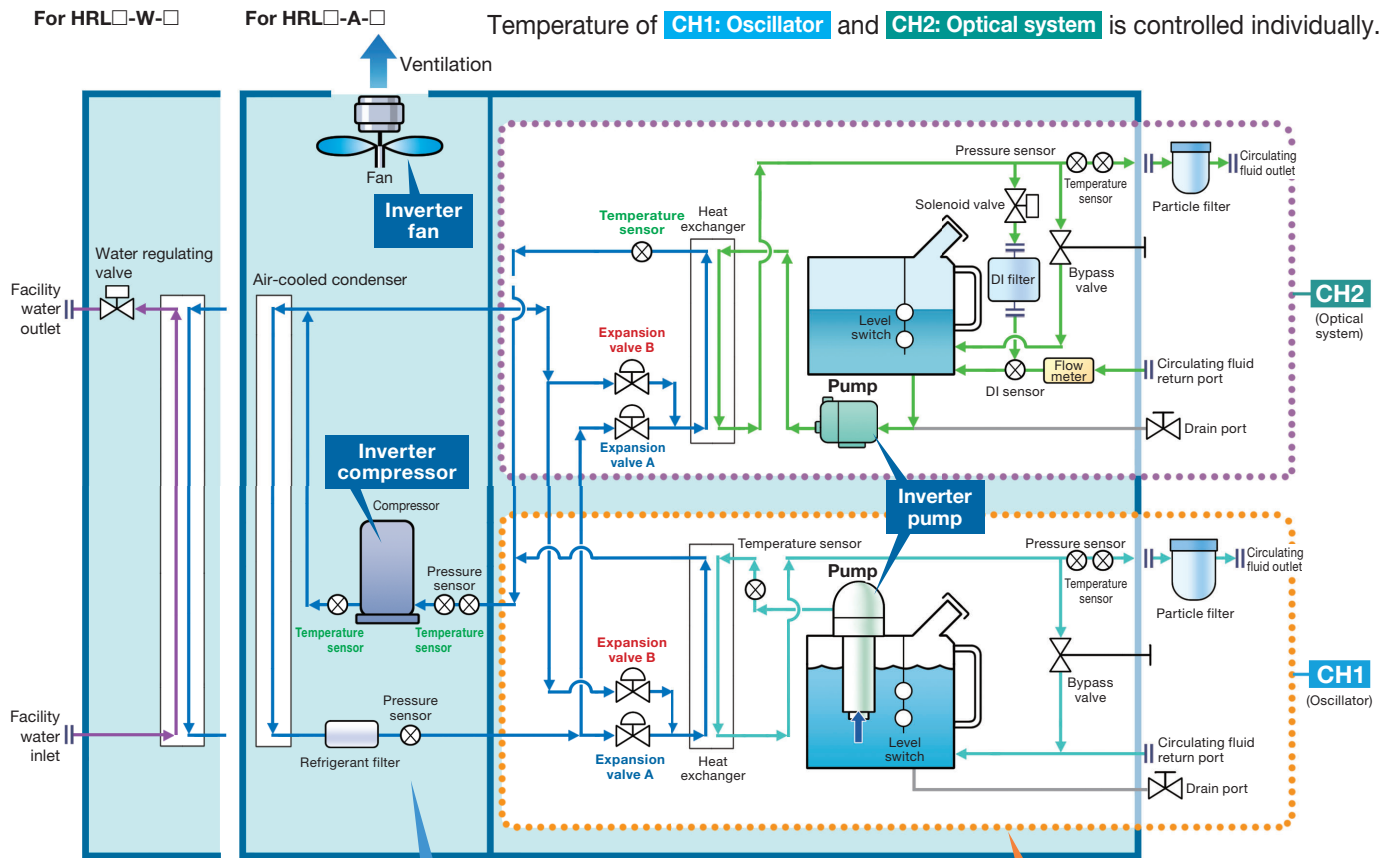 For HRL□-W-□
For HRL□-A-□
Temperature of CH1: Oscillator and CH2: Optical system is controlled individually.
Ventilation
Fan
Inverter
fan
Water regulating
valve
Facility
water
outlet
Air-cooled condenser
Temperature
sensor
Heat
exchanger
Expansion
valve B
Expansion
valve A
Pressure sensor
Temperature
sensor
Solenoid valve
DI filter
Level
switch
Bypass
valve
Particle filter
Circulating
fluid outlet
CH2
(Optical
system)
Flow
meter
DI sensor
Circulating fluid
return port
Pump
Drain port
Inverter
compressor
Compressor
Inverter
pump
Pressure
sensor
Temperature
sensor
Temperature
sensor
Temperature sensor
Pump
Pressure sensor
Temperature
sensor
Circulating
fluid outlet
Particle filter
Expansion
valve B
Expansion
valve A
Bypass
valve
CH1
(Oscillator)
Facility
water
inlet
Pressure
sensor
Refrigerant filter
Heat
exchanger
Level
switch
Circulating fluid
return port
Drain port